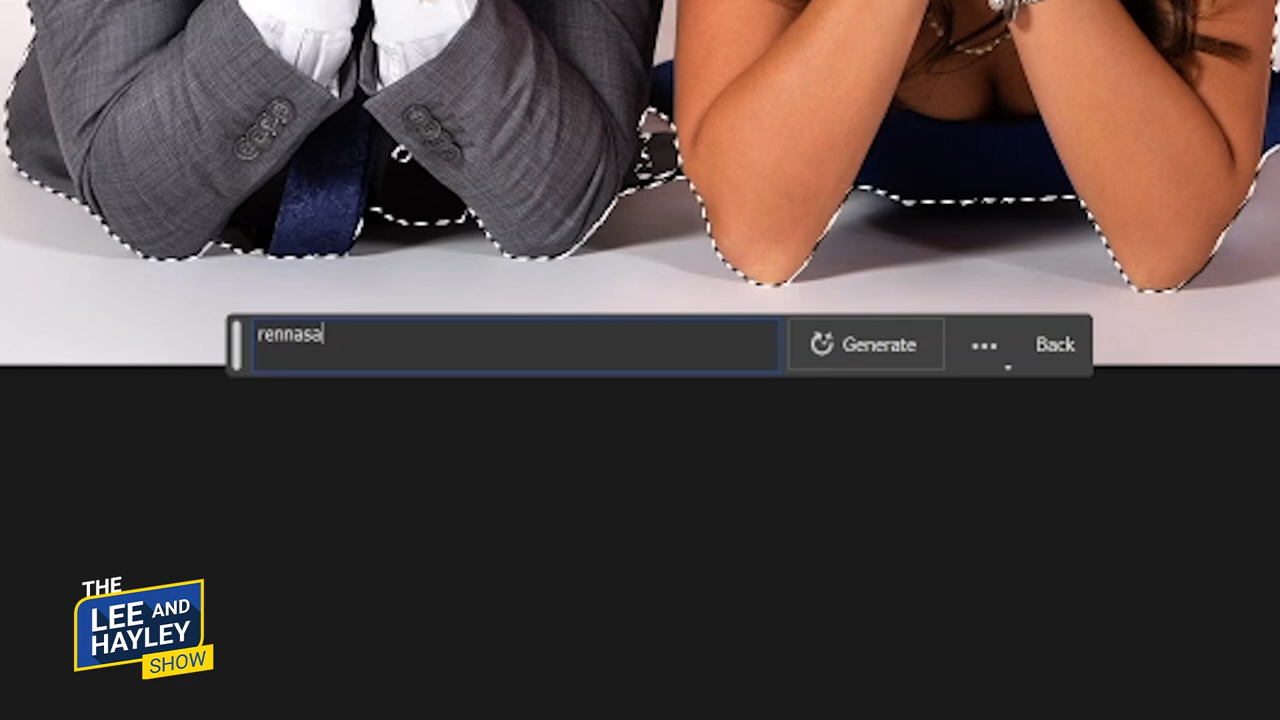 rennasa
Generate
Back
THE
LEE AND
HAYLEY
SHOW